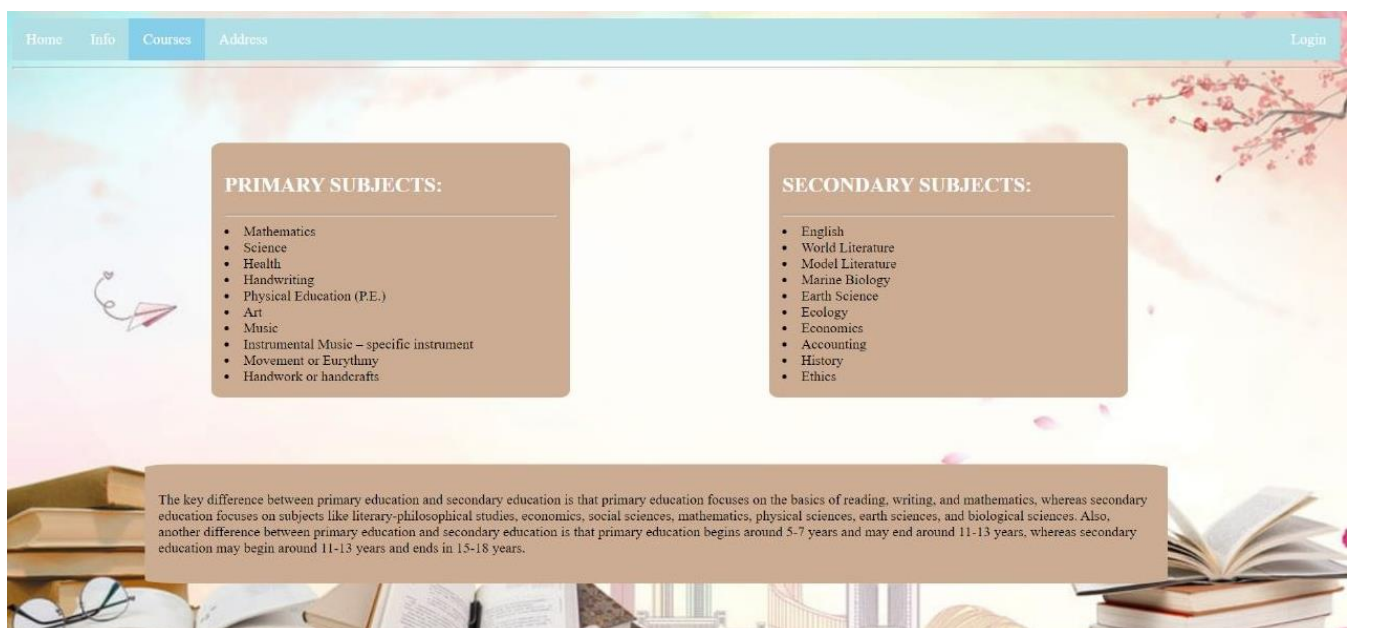 Home Info Courses Address Login
PRIMARY SUBJECTS:
• Mathematics
• Science
• Health
• Handwriting
• Physical Education (P.E.)
• Art
• Music
• Instrumental Music – specific instrument
• Movement or Eurythmy
• Handwork or handcrafts
SECONDARY SUBJECTS:
• English
• World Literature
• Model Literature
• Marine Biology
• Earth Science
• Ecology
• Economics
• Accounting
• History
• Ethics
The key difference between primary education and secondary education is that primary education focuses on the basics of reading, writing, and mathematics, whereas secondary
education focuses on subjects like literary-philosophical studies, economics, social sciences, mathematics, physical sciences, earth sciences, and biological sciences. Also,
another difference between primary education and secondary education is that primary education begins around 5-7 years and may end around 11-13 years, whereas secondary
education may begin around 11-13 years and ends in 15-18 years.